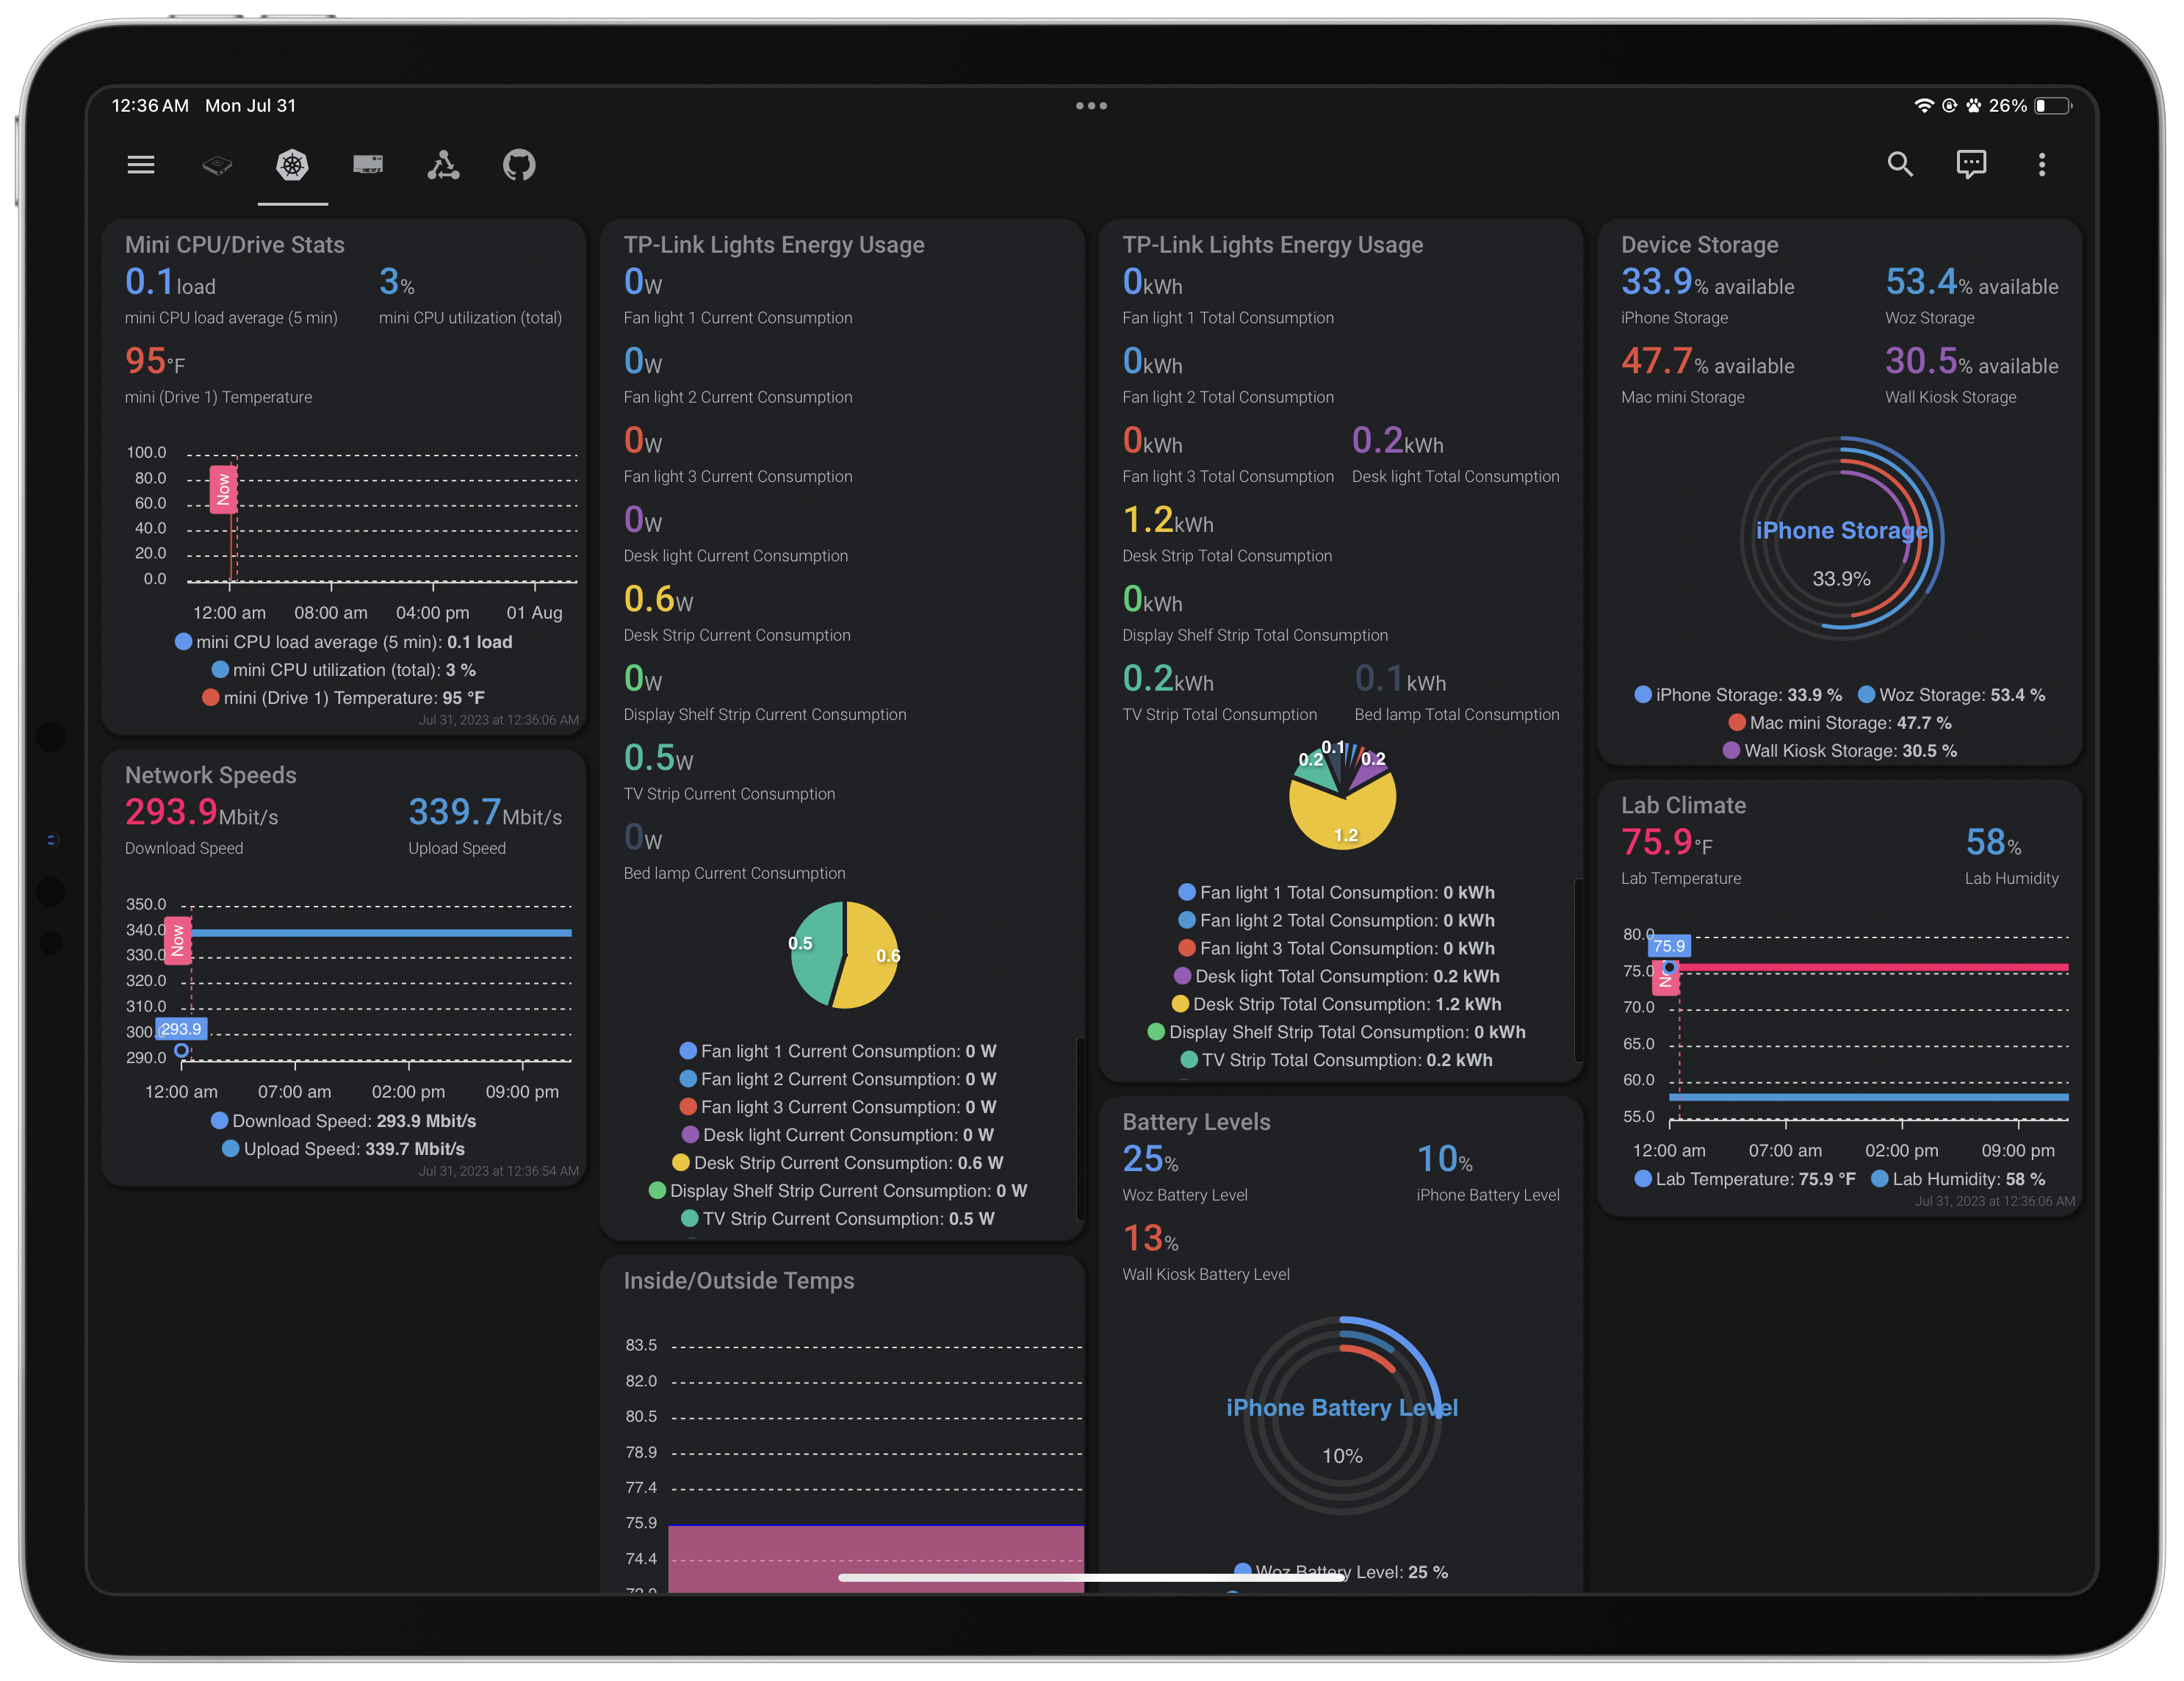 12:36 AM Mon Jul 31
26%
Mini CPU/Drive Stats
0.1 load
mini CPU load average (5 min)
3%
mini CPU utilization (total)
95°F
mini (Drive 1) Temperature
100.0
80.0
60.0
40.0
20.0
0.0
Now
12:00 am 08:00 am 04:00 pm 01 Aug
mini CPU load average (5 min): 0.1 load
mini CPU utilization (total): 3 %
mini (Drive 1) Temperature: 95 °F
Jul 31, 2023 at 12:36:06 AM
Network Speeds
293.9Mbit/s
Download Speed
339.7Mbit/s
Upload Speed
350.0
340.0
330.0
320.0
310.0
300.
290.0
Now
293.9
12:00 am 07:00 am 02:00 pm 09:00 pm
Download Speed: 293.9 Mbit/s
Upload Speed: 339.7 Mbit/s
Jul 31, 2023 at 12:36:54 AM
TP-Link Lights Energy Usage
0W
Fan light 1 Current Consumption
0W
Fan light 2 Current Consumption
0W
Fan light 3 Current Consumption
0W
Desk light Current Consumption
0.6W
Desk Strip Current Consumption
0W
Display Shelf Strip Current Consumption
0.5W
TV Strip Current Consumption
0W
Bed lamp Current Consumption
0.5
0.6
Fan light 1 Current Consumption: 0 W
Fan light 2 Current Consumption: 0 W
Fan light 3 Current Consumption: 0 W
Desk light Current Consumption: 0 W
Desk Strip Current Consumption: 0.6 W
Display Shelf Strip Current Consumption: 0 W
TV Strip Current Consumption: 0.5 W
Inside/Outside Temps
83.5
82.0
80.5
78.9
77.4
75.9
74.4
TP-Link Lights Energy Usage
0kWh
Fan light 1 Total Consumption
0kWh
Fan light 2 Total Consumption
0kWh
Fan light 3 Total Consumption
0.2kWh
Desk light Total Consumption
1.2kWh
Desk Strip Total Consumption
0kWh
Display Shelf Strip Total Consumption
0.2kWh
TV Strip Total Consumption
0.1kWh
Bed lamp Total Consumption
0.1
0.2
0.2
1.2
Fan light 1 Total Consumption: 0 kWh
Fan light 2 Total Consumption: 0 kWh
Fan light 3 Total Consumption: 0 kWh
Desk light Total Consumption: 0.2 kWh
Desk Strip Total Consumption: 1.2 kWh
Display Shelf Strip Total Consumption: 0 kWh
TV Strip Total Consumption: 0.2 kWh
Battery Levels
25%
Woz Battery Level
10%
iPhone Battery Level
13%
Wall Kiosk Battery Level
iPhone Battery Level
10%
Woz Battery Level: 25 %
Device Storage
33.9% available
iPhone Storage
53.4% available
Woz Storage
47.7% available
Mac mini Storage
30.5% available
Wall Kiosk Storage
iPhone Storage
33.9%
iPhone Storage: 33.9 % Woz Storage: 53.4 %
Mac mini Storage: 47.7 %
Wall Kiosk Storage: 30.5 %
Lab Climate
75.9°F
Lab Temperature
58%
Lab Humidity
80.0
75.0
70.0
65.0
60.0
55.0
75.9
12:00 am 07:00 am 02:00 pm 09:00 pm
Lab Temperature: 75.9 °F Lab Humidity: 58 %
Jul 31, 2023 at 12:36:06 AM